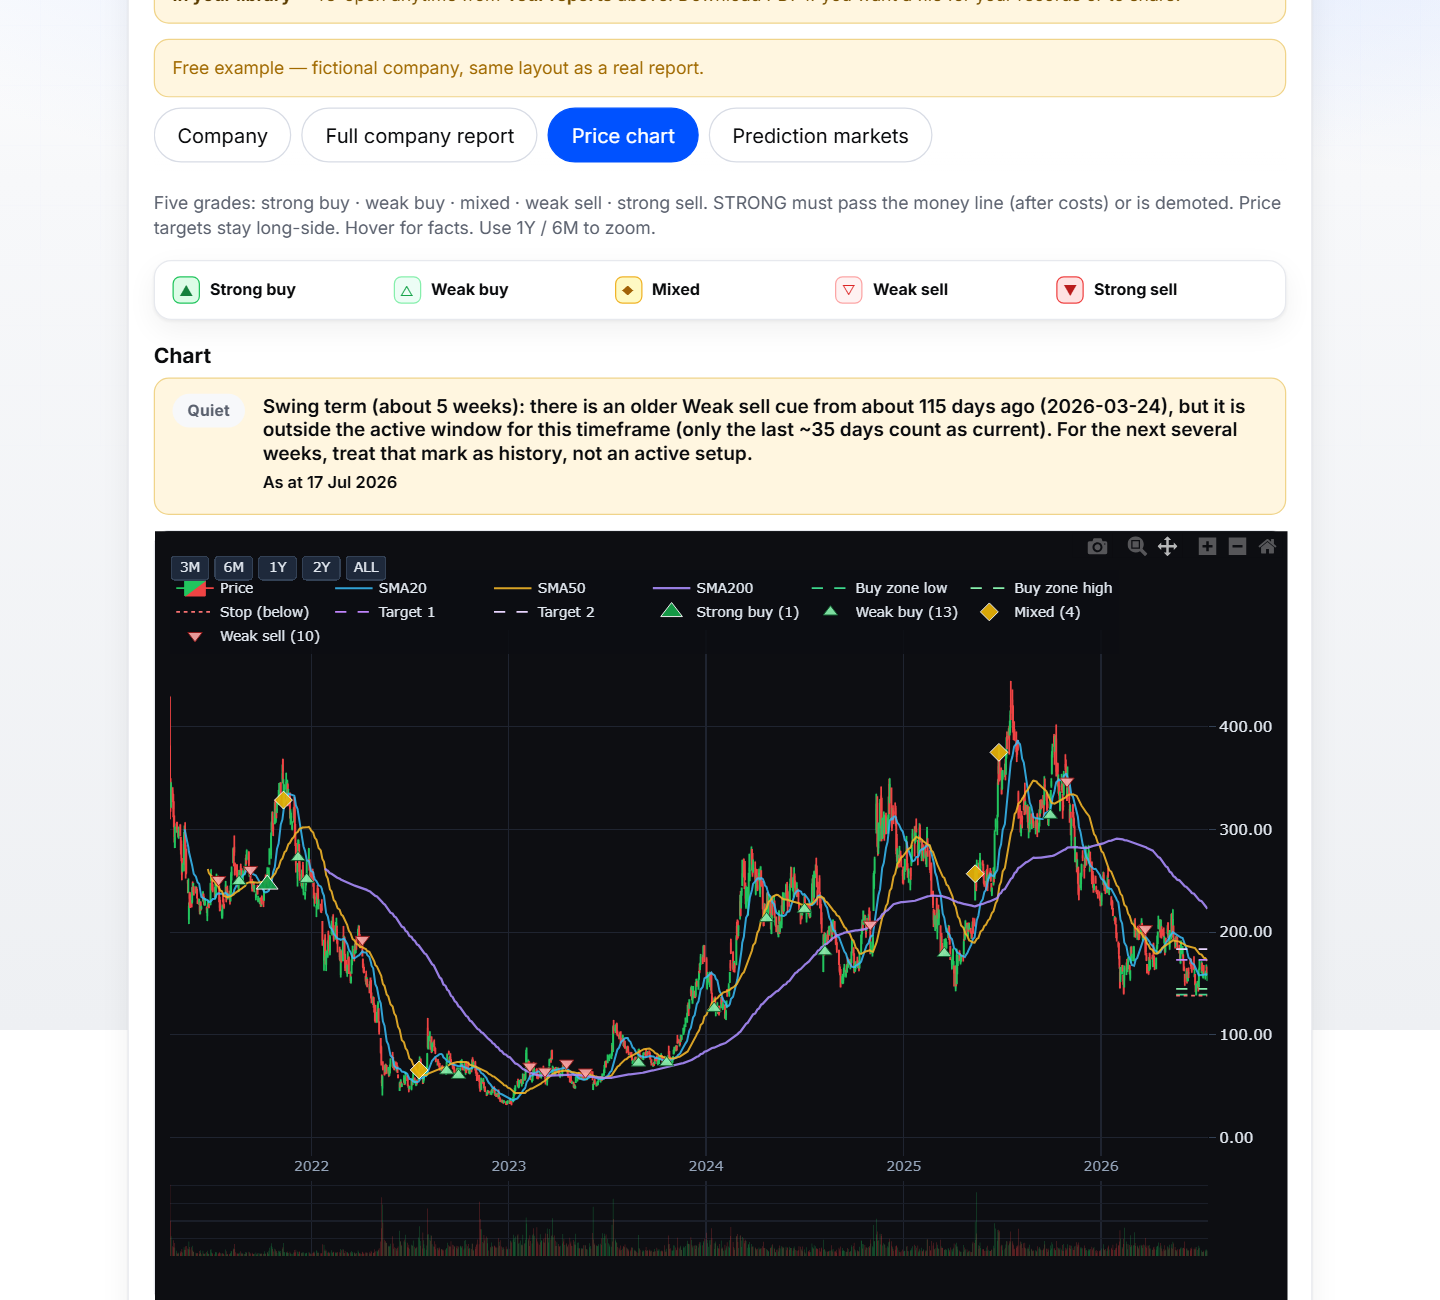 Free example — fictional company, same layout as a real report.
Company
Full company report
Price chart
Prediction markets
Five grades: strong buy · weak buy · mixed · weak sell · strong sell. STRONG must pass the money line (after costs) or is demoted. Price
targets stay long-side. Hover for facts. Use 1Y / 6M to zoom.
Strong buy
Weak buy
Mixed
Weak sell
Strong sell
Chart
Quiet
Swing term (about 5 weeks): there is an older Weak sell cue from about 115 days ago (2026-03-24), but it is
outside the active window for this timeframe (only the last ~35 days count as current). For the next several
weeks, treat that mark as history, not an active setup.
As at 17 Jul 2026
3M 6M 1Y 2Y ALL
Price SMA20 SMA50 SMA200 Buy zone low Buy zone high
Stop (below) Target 1 Target 2 Strong buy (1) Weak buy (13) Mixed (4)
Weak sell (10)
400.00
300.00
200.00
100.00
0.00
2022 2023 2024 2025 2026